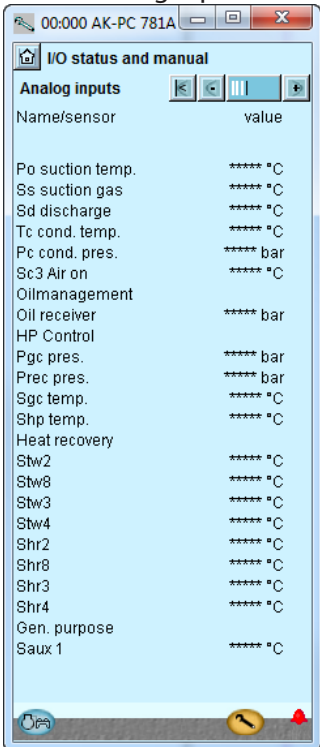 00:000 AK-PC 781A
I/O status and manual
Analog inputs
Name/sensor value
Po suction temp. ***** °C
Ss suction gas ***** °C
Sd discharge ***** °C
Tc cond. temp. ***** °C
Pc cond. pres. ***** bar
Sc3 Air on ***** °C
Oilmanagement
Oil receiver ***** bar
HP Control
Pgc pres. ***** bar
Prec pres. ***** bar
Sgc temp. ***** °C
Shp temp. ***** °C
Heat recovery
Stw2 ***** °C
Stw8 ***** °C
Stw3 ***** °C
Stw4 ***** °C
Shr2 ***** °C
Shr8 ***** °C
Shr3 ***** °C
Shr4 ***** °C
Gen. purpose
Saux 1 ***** °C